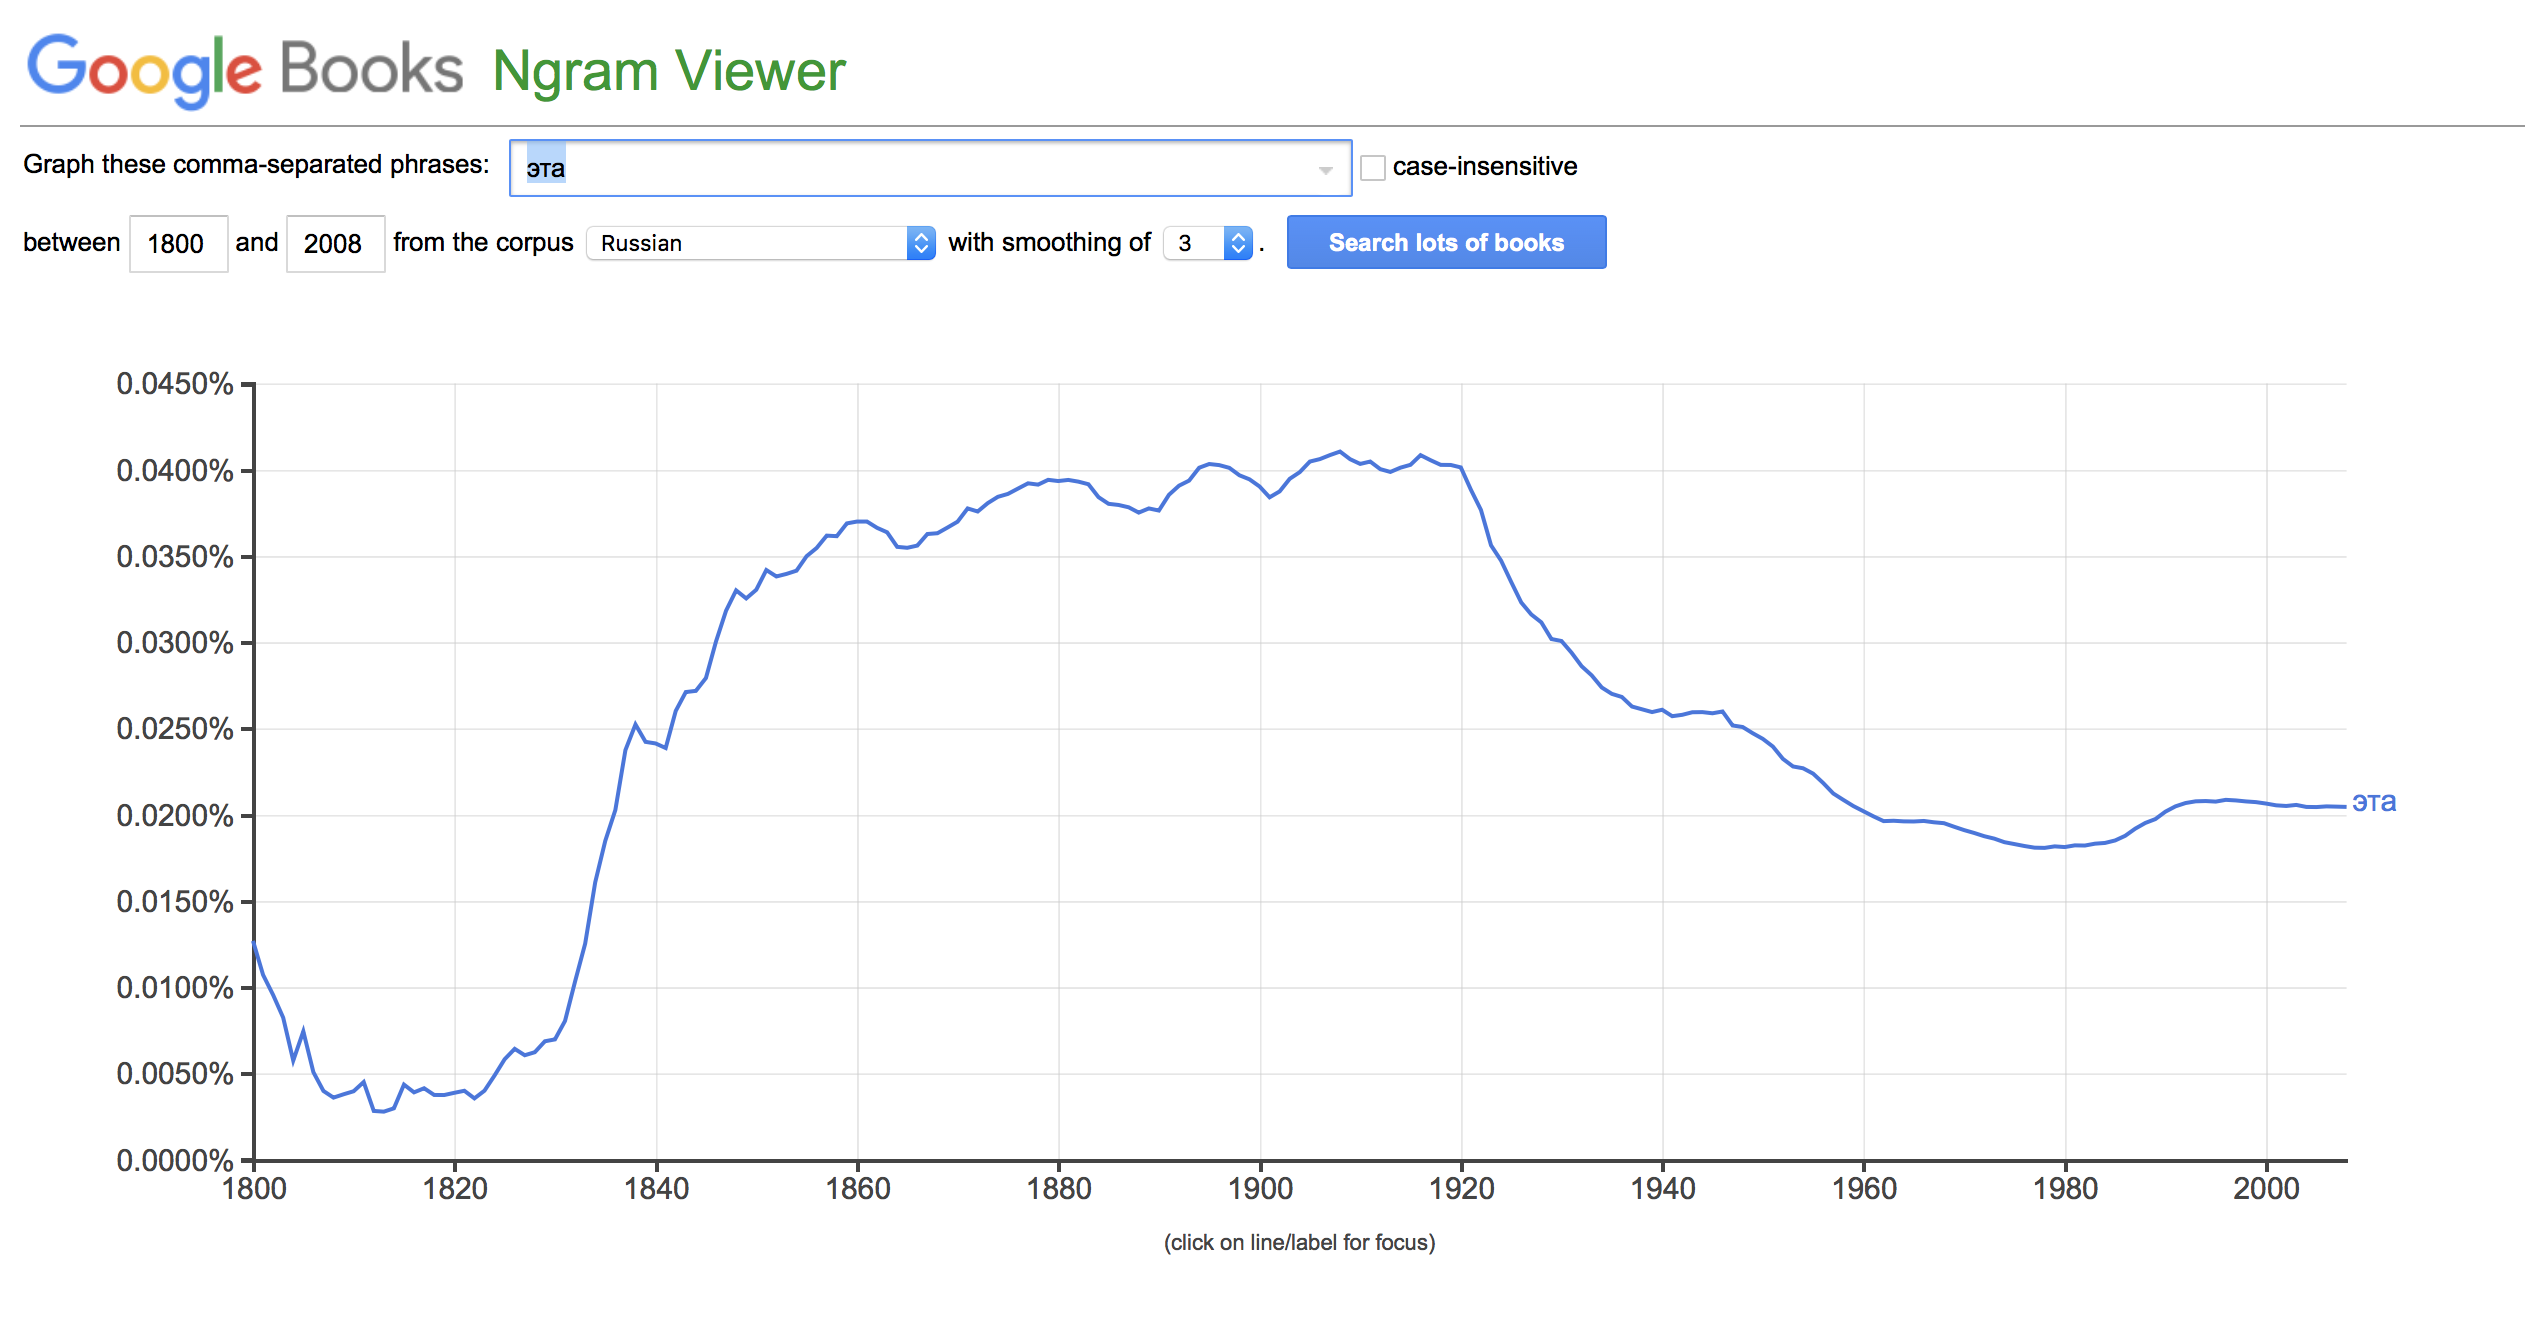 Google Books Ngram Viewer
Graph these comma-separated phrases: эта case-insensitive
between 1800 and 2008 from the corpus Russian with smoothing of 3 . Search lots of books
0.0450%
0.0400%
0.0350%
0.0300%
0.0250%
0.0200%
эта
0.0150%
0.0100%
0.0050%
0.0000%
1800 1820 1840 1860 1880 1900 1920 1940 1960 1980 2000
(click on line/label for focus)